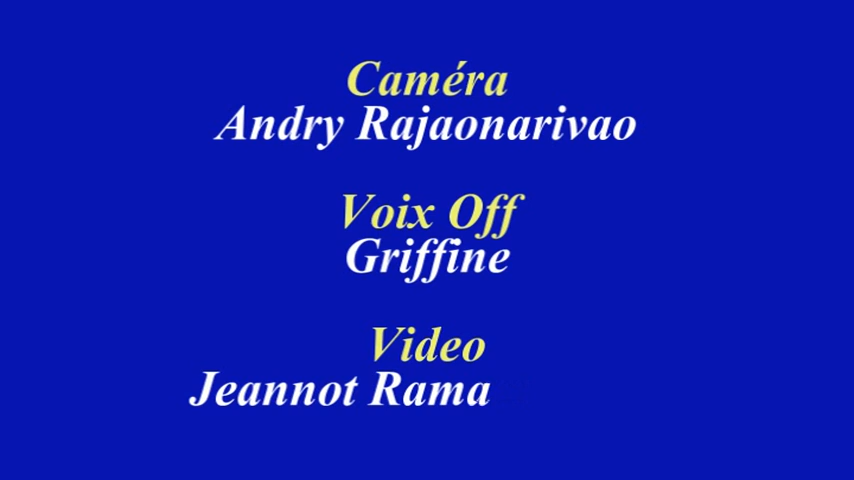 Caméra
Andry Rajaonarivao
Voix Off
Griffine
Video
Jeannot Rama